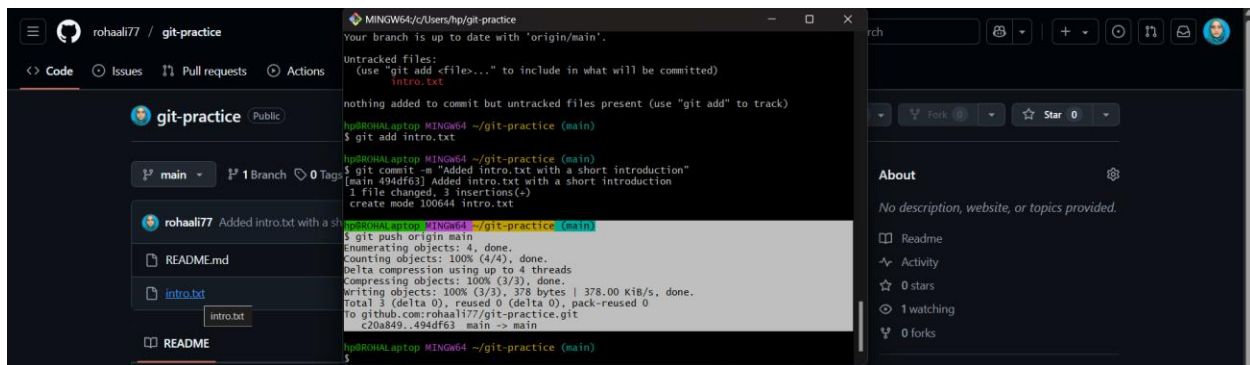 rohaali77 / git-practice
Code Issues Pull requests Actions
git-practice Public
main 1 Branch 0 Tags
rohaali77 Added intro.txt with a sh
README.md
intro.txt
intro.txt
README
MINGW64:/c/Users/hp/git-practice
Your branch is up to date with 'origin/main'.
Untracked files:
(use "git add <file>..." to include in what will be committed)
intro.txt
nothing added to commit but untracked files present (use "git add" to track)
hp@ROHALaptop MINGW64 ~/git-practice (main)
$ git add intro.txt
hp@ROHALaptop MINGW64 ~/git-practice (main)
$ git commit -m "Added intro.txt with a short introduction"
[main 494df63] Added intro.txt with a short introduction
1 file changed, 3 insertions(+)
create mode 100644 intro.txt
hp@ROHALaptop MINGW64 ~/git-practice (main)
$ git push origin main
Enumerating objects: 4, done.
Counting objects: 100% (4/4), done.
Delta compression using up to 4 threads
Compressing objects: 100% (3/3), done.
Writing objects: 100% (3/3), 378 bytes | 378.00 KiB/s, done.
Total 3 (delta 0), reused 0 (delta 0), pack-reused 0
To github.com:rohaali77/git-practice.git
c20a849..494df63 main -> main
hp@ROHALaptop MINGW64 ~/git-practice (main)
$
rch
Fork 0 Star 0
About
No description, website, or topics provided.
Readme
Activity
0 stars
1 watching
0 forks